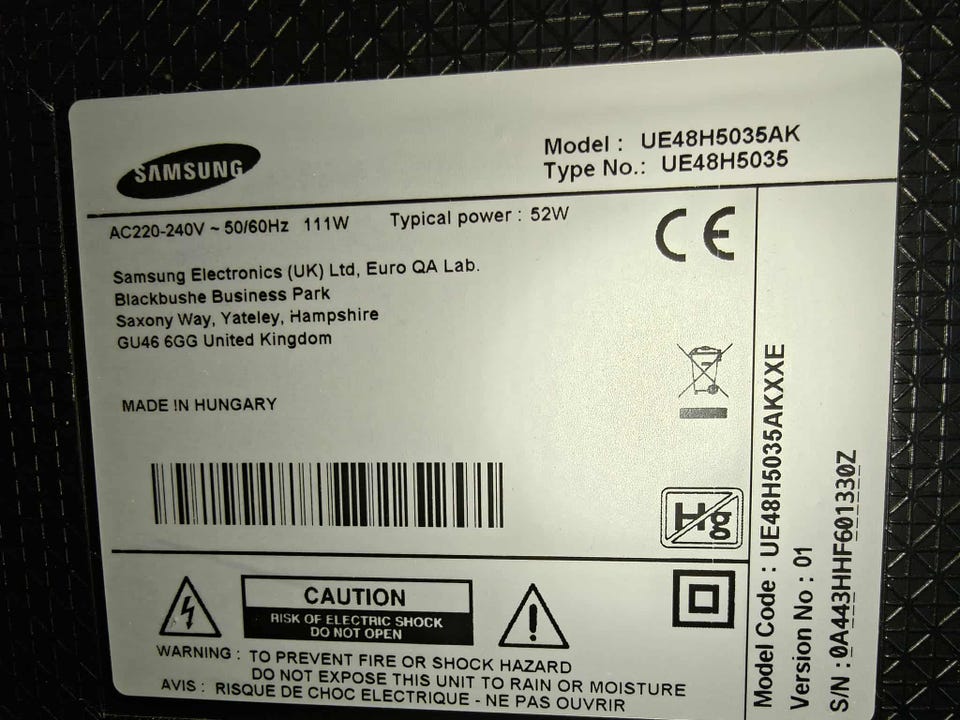 SAMSUNG
Model : UE48H5035AK
Type No.: UE48H5035
AC220-240V ~ 50/60Hz 111W Typical power : 52W
Samsung Electronics (UK) Ltd, Euro QA Lab.
Blackbushe Business Park
Saxony Way, Yateley, Hampshire
GU46 6GG United Kingdom
MADE IN HUNGARY
CE
Hg
CAUTION
RISK OF ELECTRIC SHOCK
DO NOT OPEN
WARNING : TO PREVENT FIRE OR SHOCK HAZARD
DO NOT EXPOSE THIS UNIT TO RAIN OR MOISTURE
AVIS : RISQUE DE CHOC ELECTRIQUE - NE PAS OUVRIR
Model Code : UE48H5035AKXXE
Version No : 01
S/N : 0A443HHF601330Z